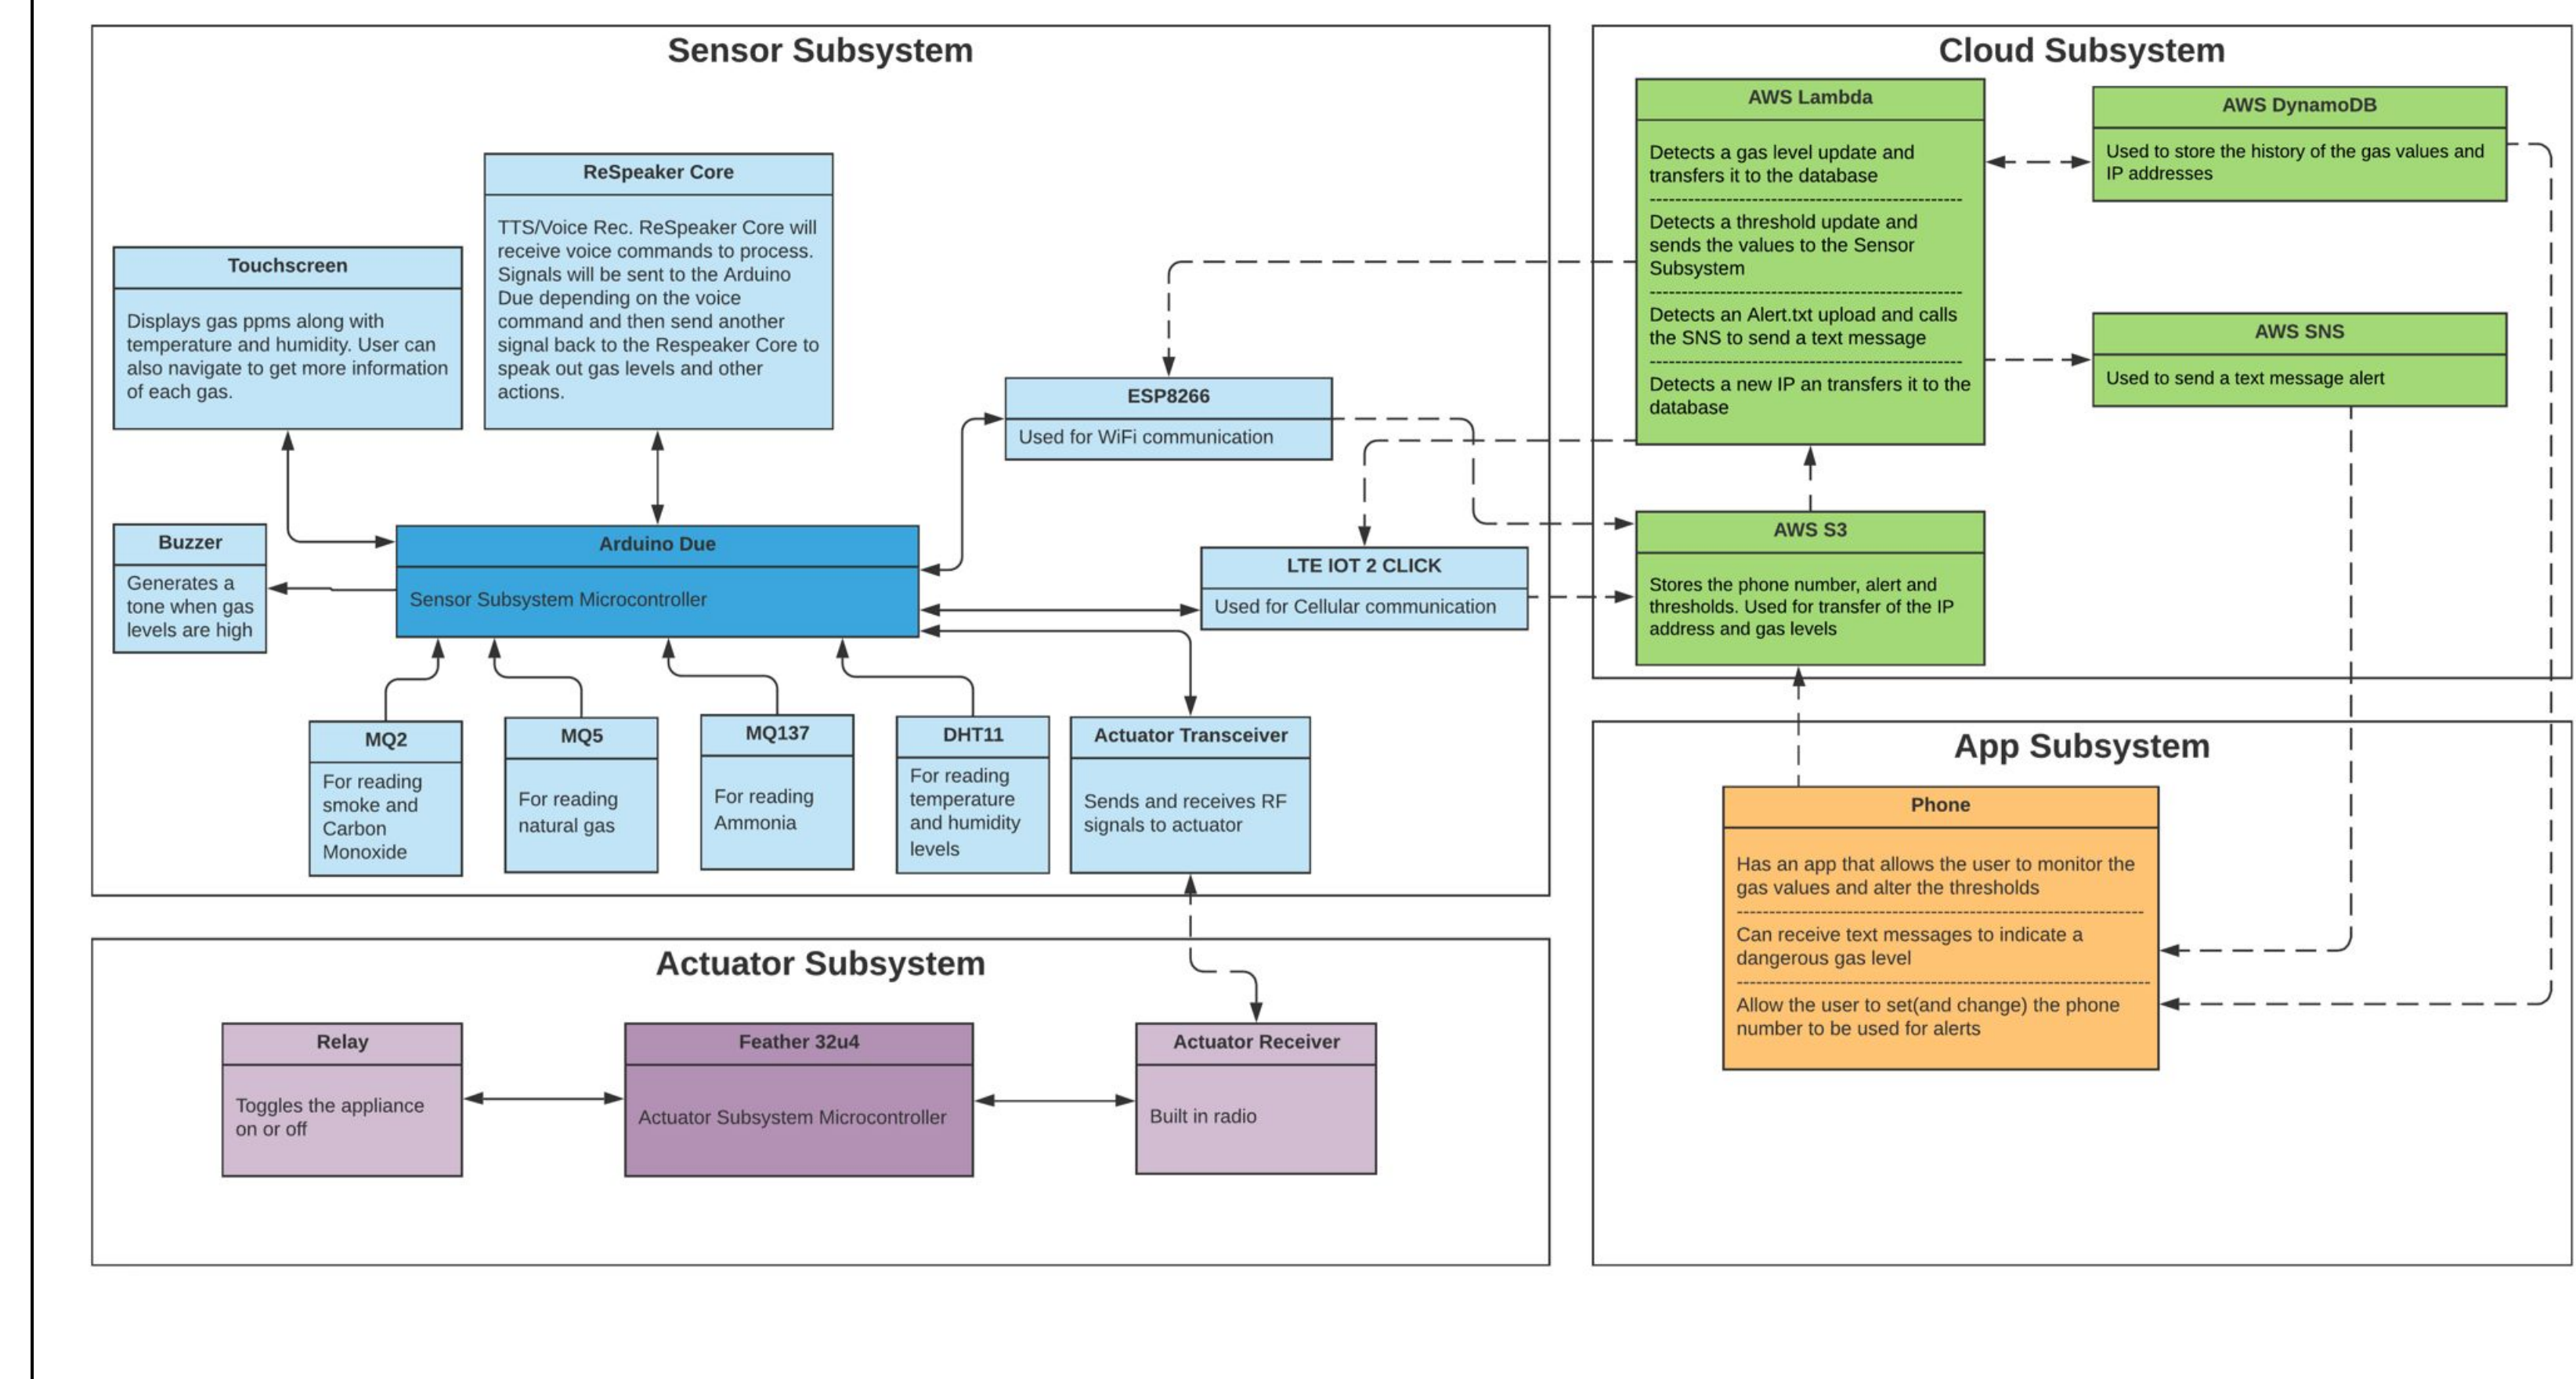 Sensor Subsystem
Touchscreen
Displays gas ppms along with
temperature and humidity. User can
also navigate to get more information
of each gas.
ReSpeaker Core
TTS/Voice Rec. ReSpeaker Core will
receive voice commands to process.
Signals will be sent to the Arduino
Due depending on the voice
command and then send another
signal back to the Respeaker Core to
speak out gas levels and other
actions.
ESP8266
Used for WiFi communication
Buzzer
Generates a
tone when gas
levels are high
Arduino Due
Sensor Subsystem Microcontroller
LTE IOT 2 CLICK
Used for Cellular communication
MQ2
For reading
smoke and
Carbon
Monoxide
MQ5
For reading
natural gas
MQ137
For reading
Ammonia
DHT11
For reading
temperature
and humidity
levels
Actuator Transceiver
Sends and receives RF
signals to actuator
Cloud Subsystem
AWS Lambda
Detects a gas level update and
transfers it to the database
Detects a threshold update and
sends the values to the Sensor
Subsystem
Detects an Alert.txt upload and calls
the SNS to send a text message
Detects a new IP an transfers it to the
database
AWS DynamoDB
Used to store the history of the gas values and
IP addresses
AWS SNS
Used to send a text message alert
AWS S3
Stores the phone number, alert and
thresholds. Used for transfer of the IP
address and gas levels
Actuator Subsystem
Relay
Toggles the appliance
on or off
Feather 32u4
Actuator Subsystem Microcontroller
Actuator Receiver
Built in radio
App Subsystem
Phone
Has an app that allows the user to monitor the
gas values and alter the thresholds
Can receive text messages to indicate a
dangerous gas level
Allow the user to set(and change) the phone
number to be used for alerts